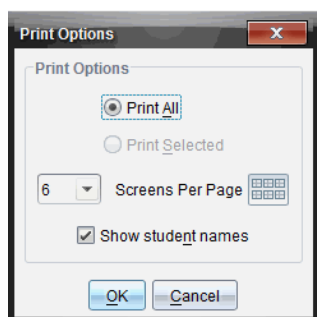 Print Options
Print Options
Print All
Print Selected
6 Screens Per Page
Show student names
OK Cancel